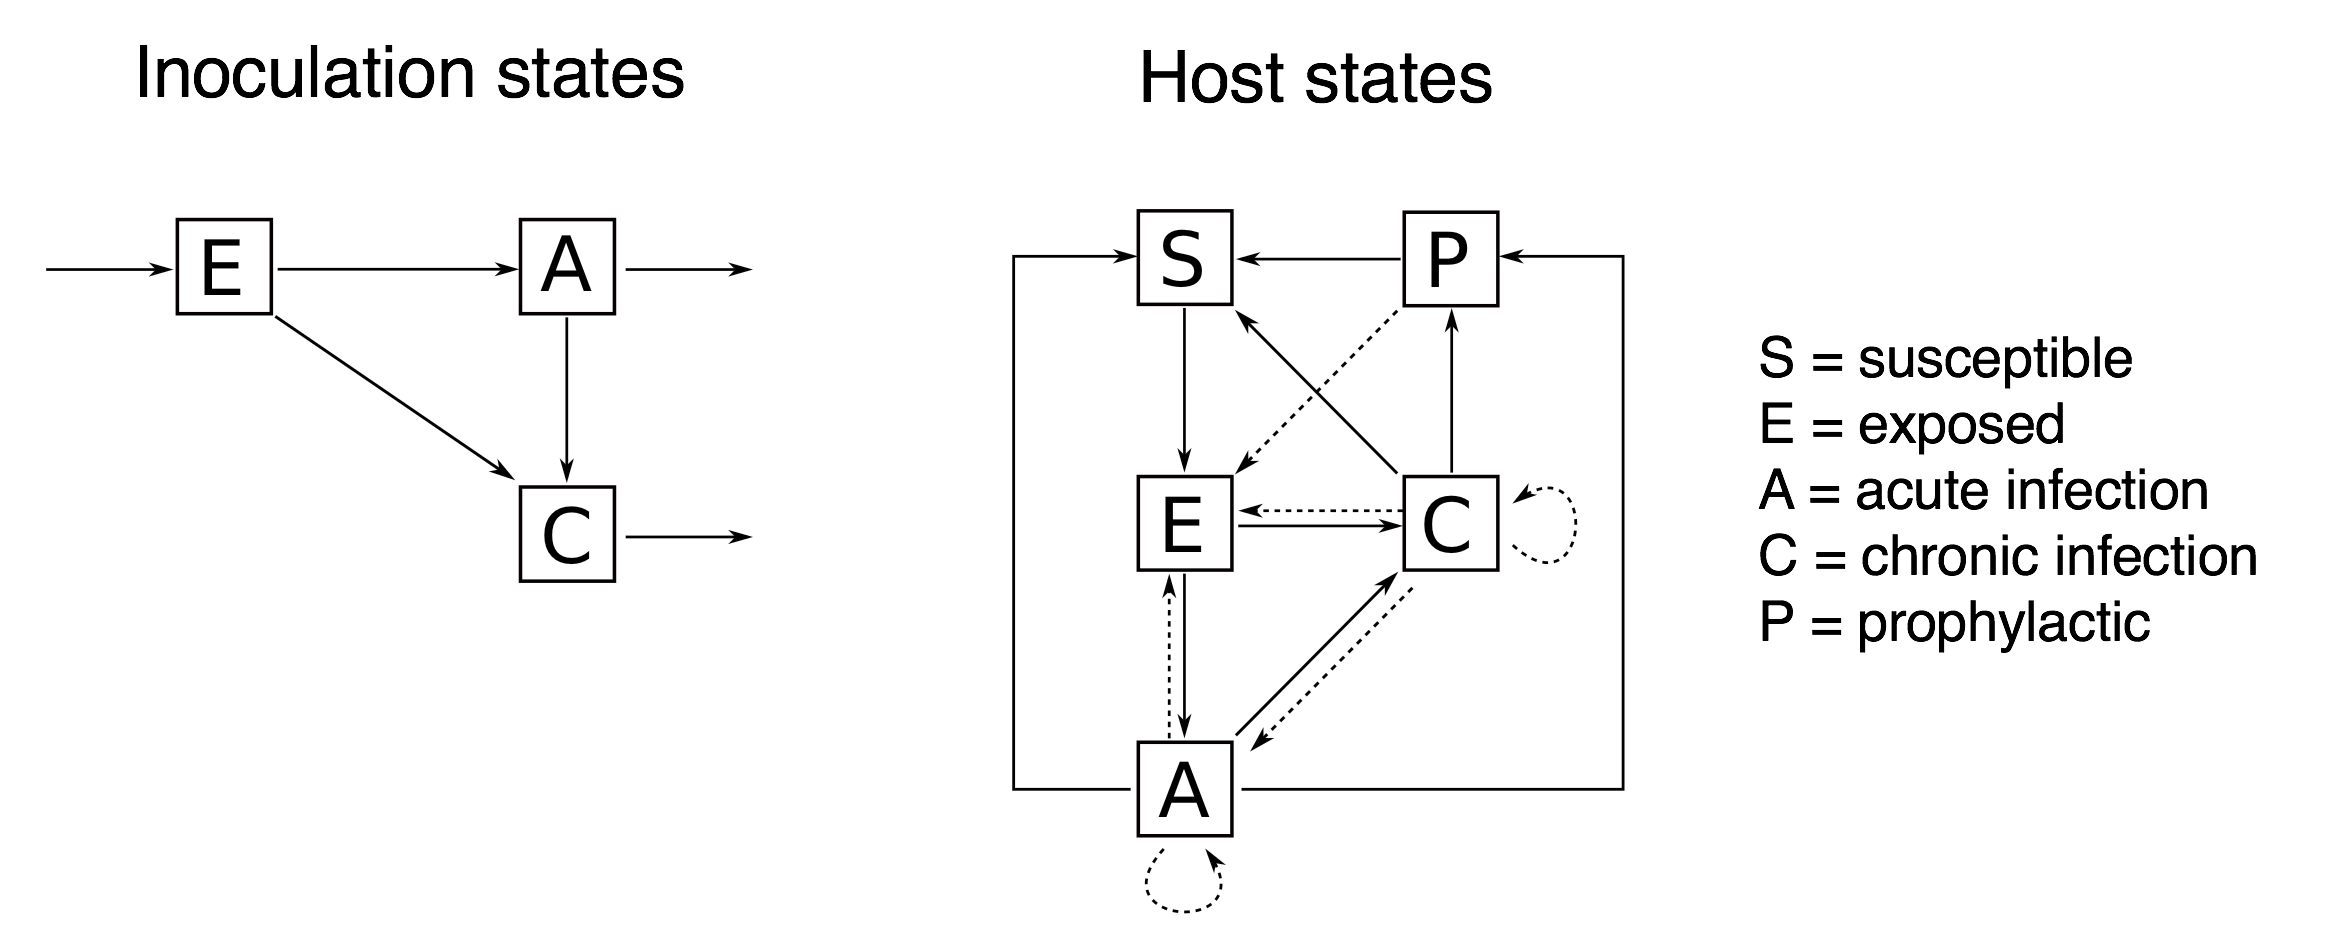 Inoculation states
E
A
C
Host states
S
P
E
C
A
S = susceptible
E = exposed
A = acute infection
C = chronic infection
P = prophylactic